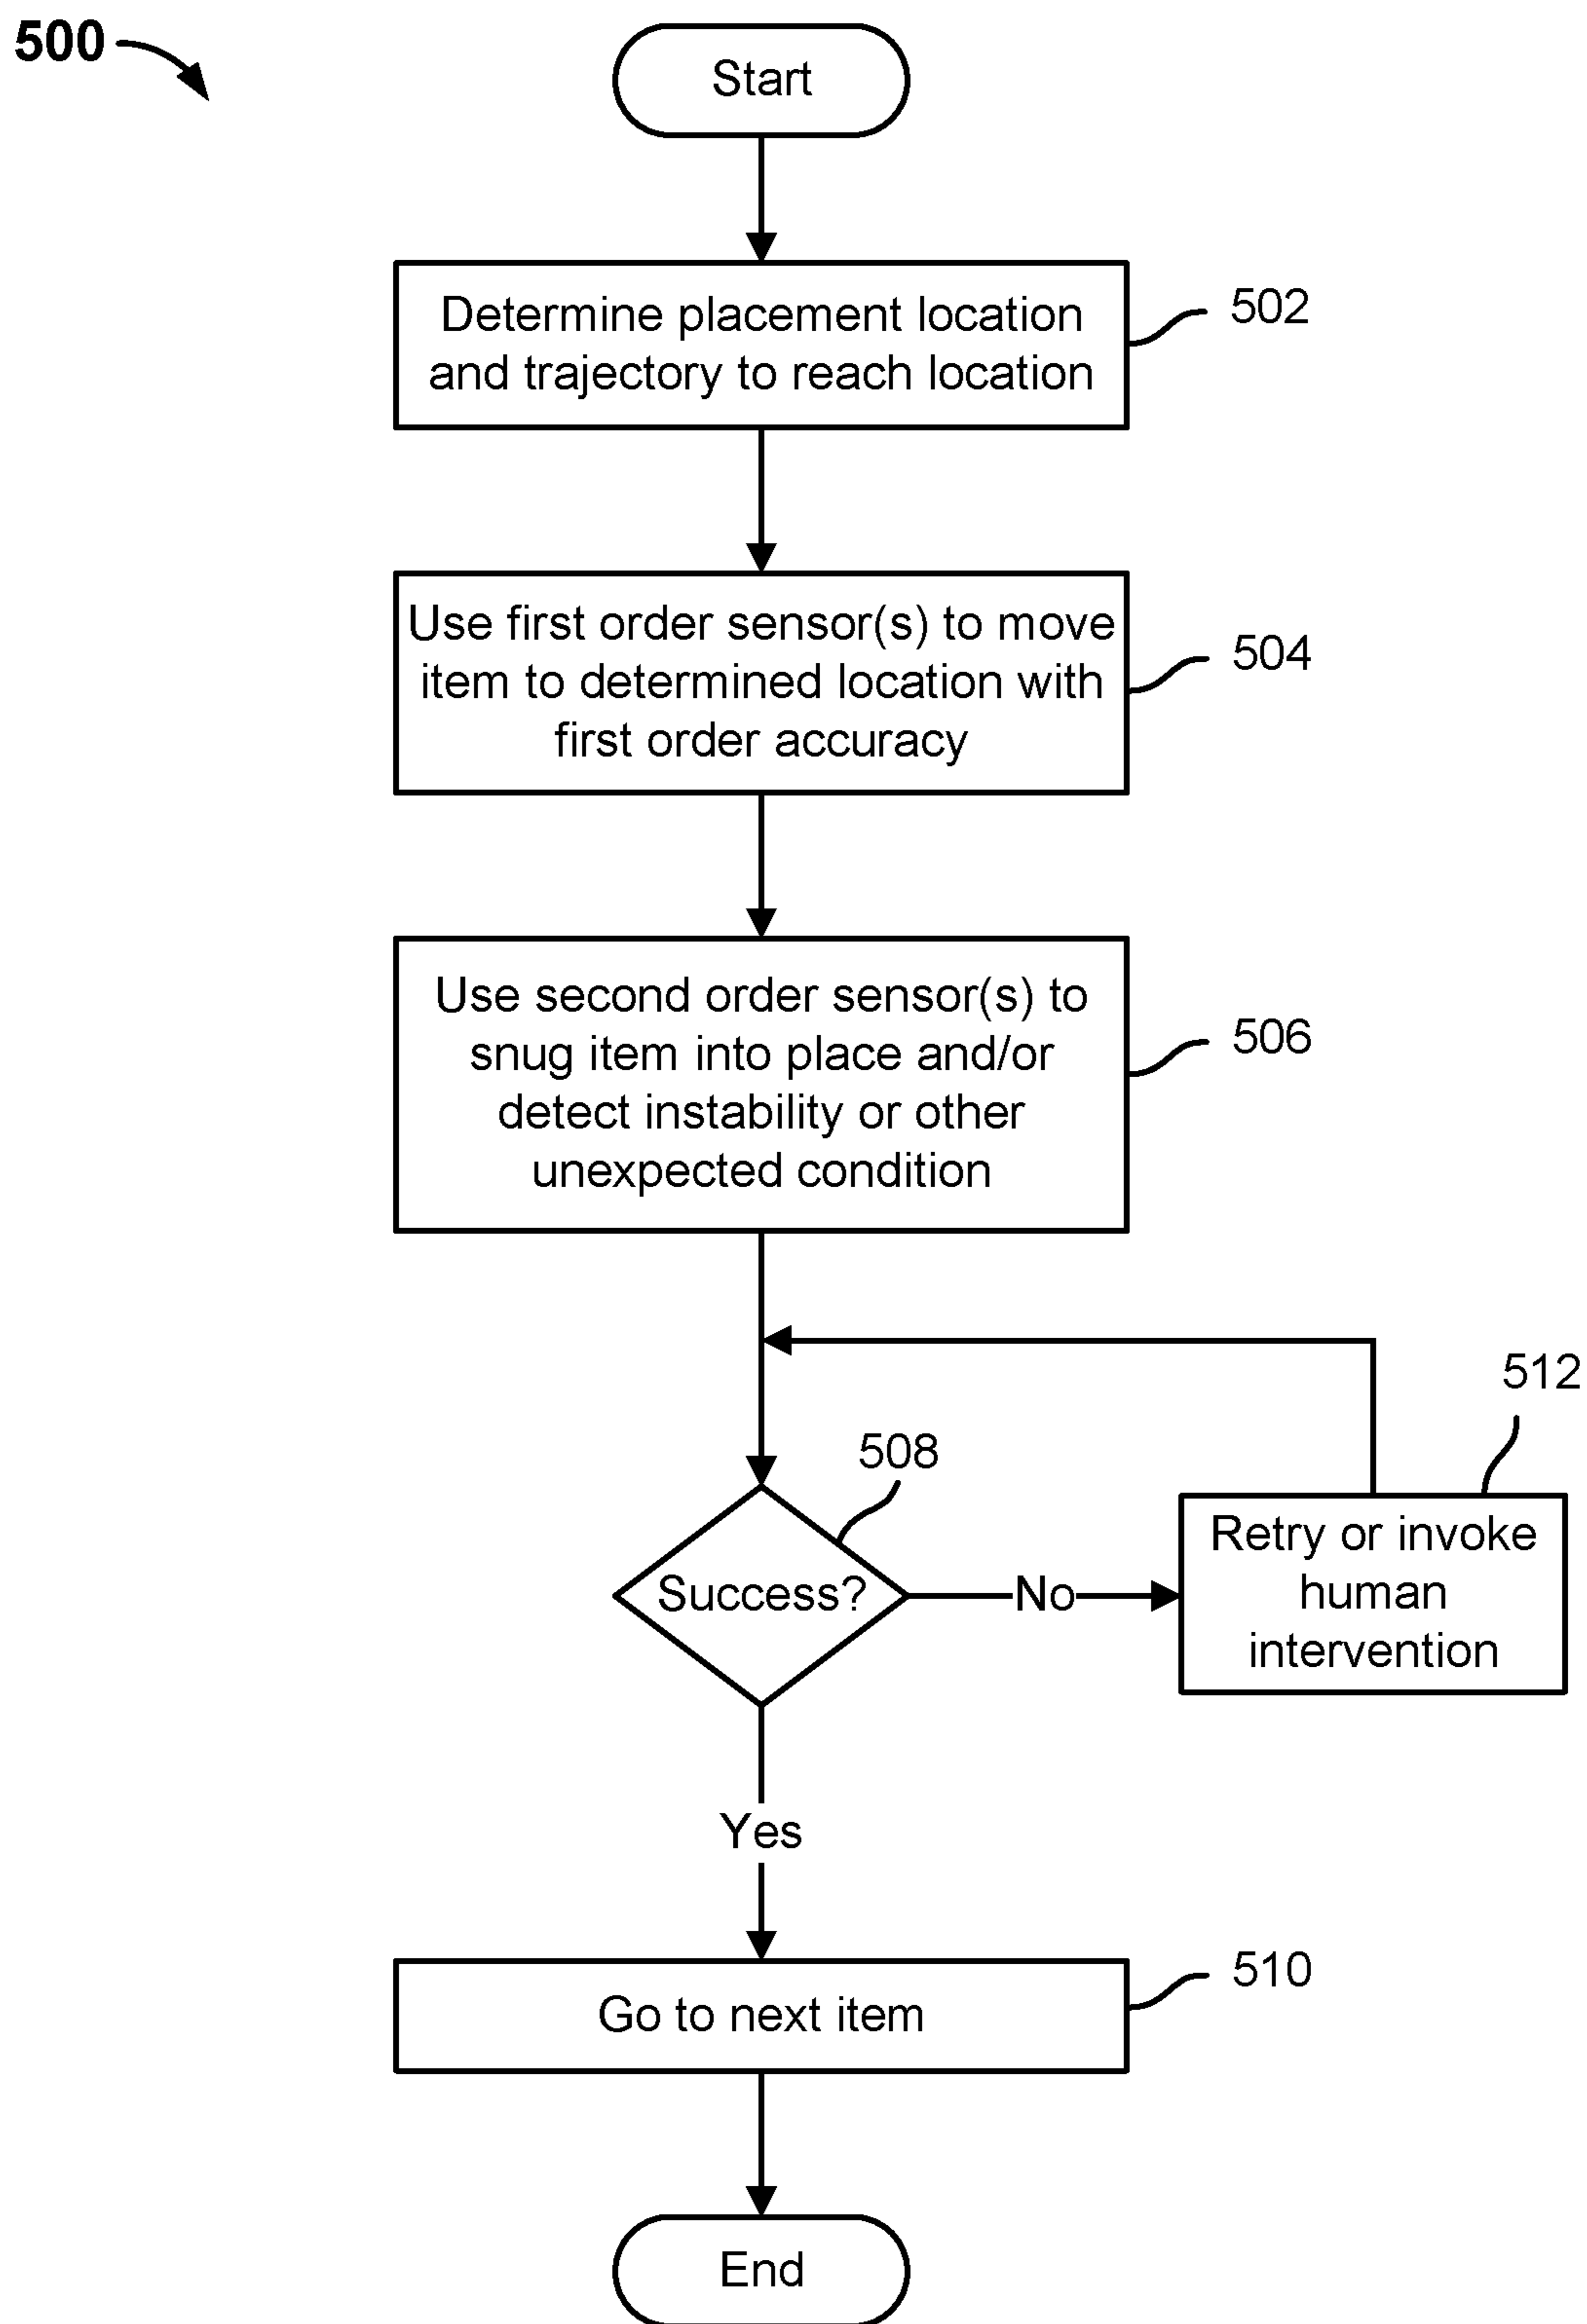 500
Start
Determine placement location
and trajectory to reach location
502
Use first order sensor(s) to move
item to determined location with
first order accuracy
504
Use second order sensor(s) to
snug item into place and/or
detect instability or other
unexpected condition
506
512
508
Success?
No
Retry or invoke
human
intervention
Yes
Go to next item
510
End